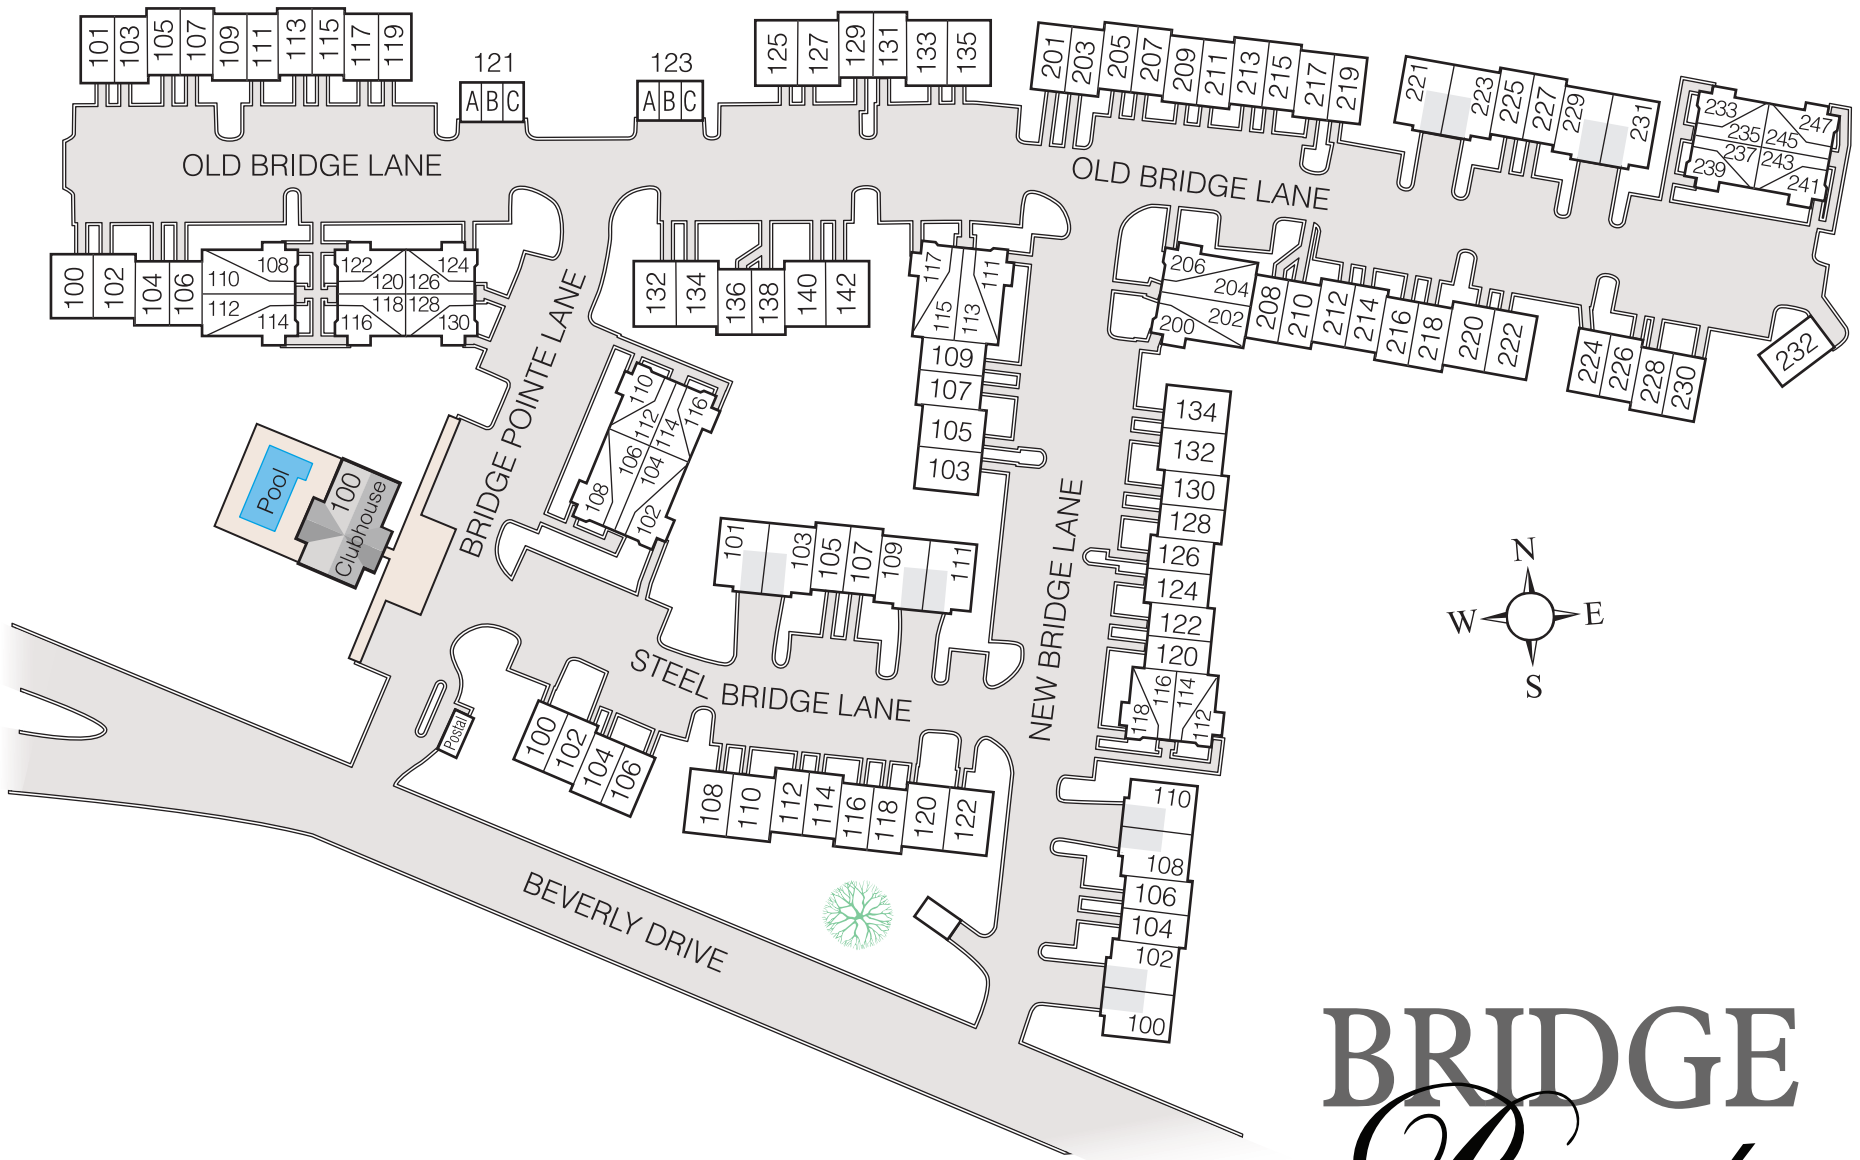 101 103 105 107 109 111 113 115 117 119
121
A B C
123
A B C
125 127 129 131 133 135
201 203 205 207 209 211 213 215 217 219
221 223 225 227 229 231
233 235 245 247
239 237 243 241
OLD BRIDGE LANE
OLD BRIDGE LANE
100 102 104 106
110 108
112 114
122 120 126 124
116 118 128 130
132 134 136 138 140 142
117 115 113 111
109
107
105
103
206 204
200 202
208 210 212 214 216 218 220 222
224 226 228 230
232
BRIDGE POINTE LANE
110 112 114 116
108 106 104 102
Pool
100
Clubhouse
134
132
130
128
126
124
122
120
118 116 114 112
NEW BRIDGE LANE
101 103 105 107 109 111
STEEL BRIDGE LANE
Postal
100 102 104 106
108 110 112 114 116 118 120 122
110
108
106
104
102
100
BEVERLY DRIVE
N
W E
S
BRIDGE